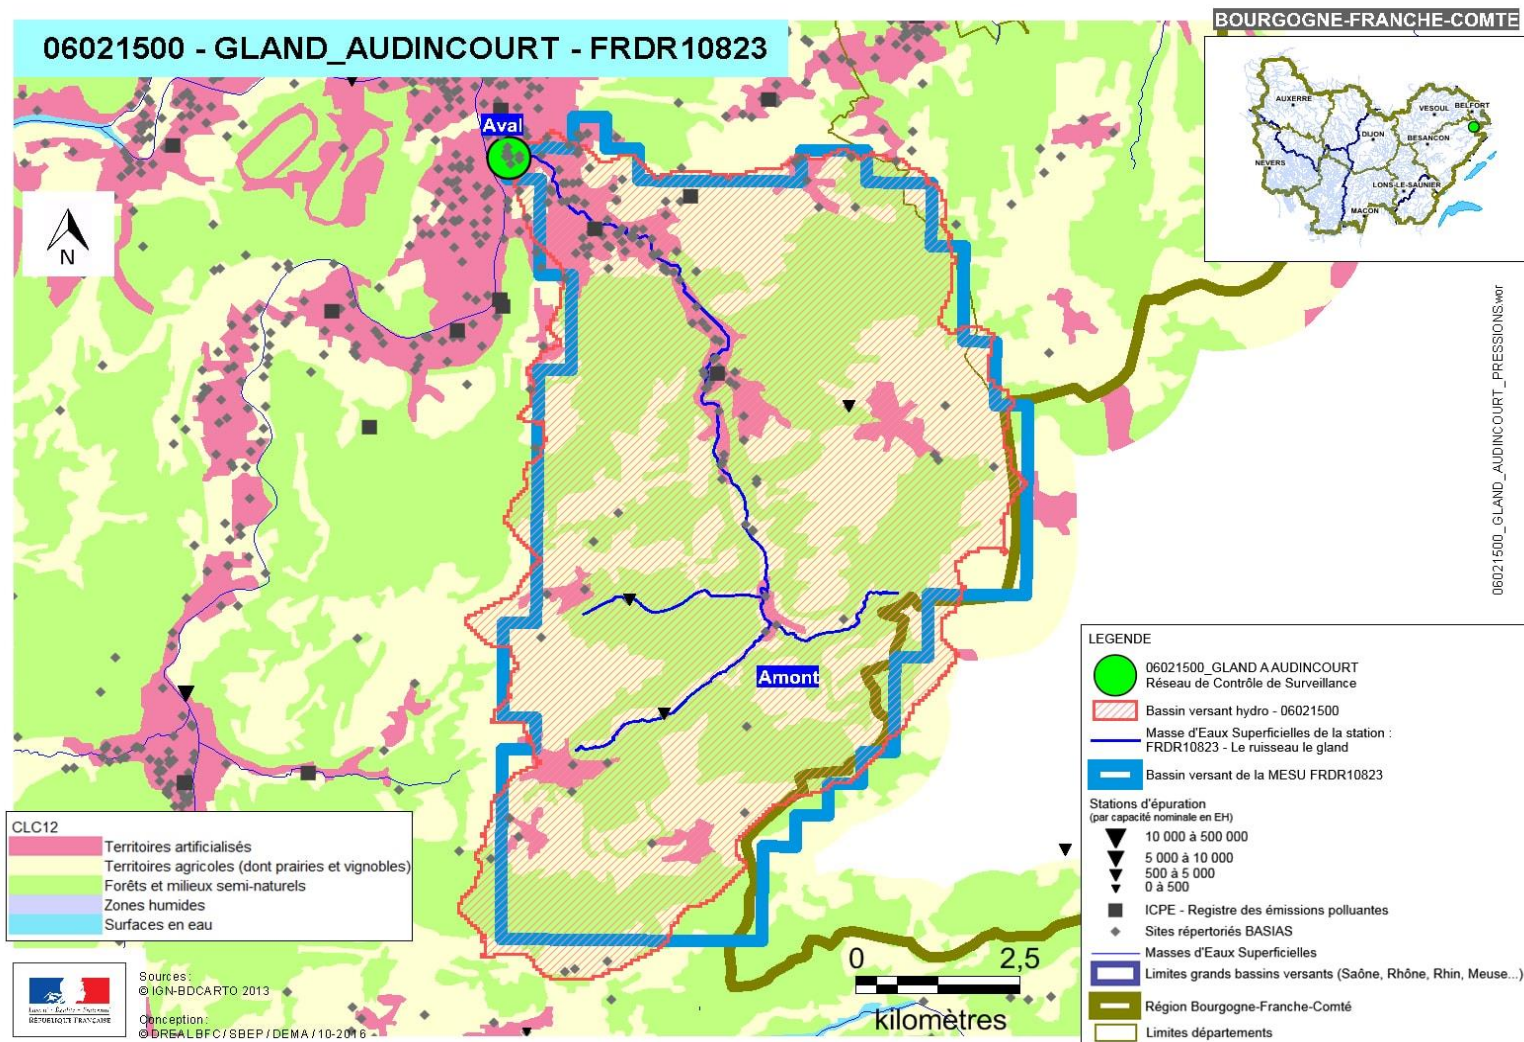 06021500 - GLAND_AUDINCOURT - FRDR10823
BOURGOGNE-FRANCHE-COMTE
AUXERRE
VESOUL
BELFORT
DIJON
BESANCON
NEVERS
LONS-LE-SAUNIER
MACON
Aval
N
Amont
06021500_GLAND_AUDINCOURT_PRESSIONS.wor
LEGENDE
06021500_GLAND A AUDINCOURT
Réseau de Contrôle de Surveillance
Bassin versant hydro - 06021500
Masse d'Eaux Superficielles de la station :
FRDR10823 - Le ruisseau le gland
Bassin versant de la MESU FRDR10823
Stations d'épuration
(par capacité nominale en EH)
10 000 à 500 000
5 000 à 10 000
500 à 5 000
0 à 500
ICPE - Registre des émissions polluantes
Sites répertoriés BASIAS
Masses d'Eaux Superficielles
Limites grands bassins versants (Saône, Rhône, Rhin, Meuse...)
Région Bourgogne-Franche-Comté
Limites départements
CLC12
Territoires artificialisés
Territoires agricoles (dont prairies et vignobles)
Forêts et milieux semi-naturels
Zones humides
Surfaces en eau
Liberté • Égalité • Fraternité
RÉPUBLIQUE FRANÇAISE
Sources :
© IGN-BDCARTO 2013
Conception :
© DREAL BFC / SBEP / DEMA / 10-2016
0 2,5
kilomètres